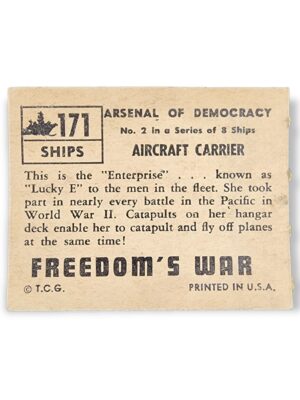 171
SHIPS
ARSENAL OF DEMOCRACY
No. 2 in a Series of 8 Ships
AIRCRAFT CARRIER
This is the "Enterprise" . . . known as
"Lucky E" to the men in the fleet. She took
part in nearly every battle in the Pacific in
World War II. Catapults on her hangar
deck enable her to catapult and fly off planes
at the same time!
FREEDOM'S WAR
© T.C.G.
PRINTED IN U.S.A.